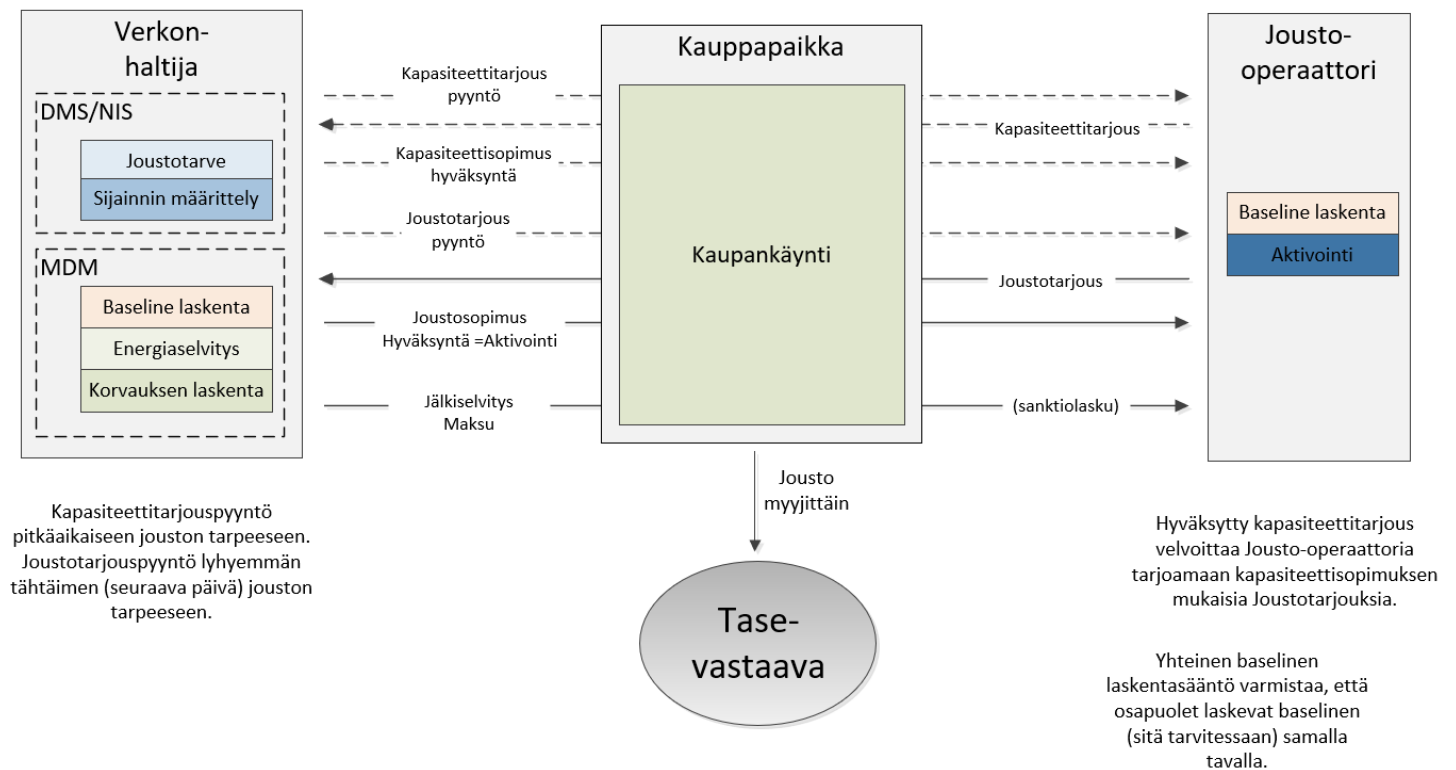 Verkon-
haltija
DMS/NIS
Joustotarve
Sijainnin määrittely
MDM
Baseline laskenta
Energiaselvitys
Korvauksen laskenta
Kapasiteettitarjouspyyntö
pitkäaikaiseen jouston tarpeeseen.
Joustotarjouspyyntö lyhyemmän
tähtäimen (seuraava päivä) jouston
tarpeeseen.
Kapasiteettitarjous
pyyntö
Kapasiteettisopimus
hyväksyntä
Joustotarjous
pyyntö
Joustosopimus
Hyväksyntä =Aktivointi
Jälkiselvitys
Maksu
Kauppapaikka
Kaupankäynti
Jousto
myyjittäin
Tase-
vastaava
Kapasiteettitarjous
Joustotarjous
(sanktiolasku)
Jousto-
operaattori
Baseline laskenta
Aktivointi
Hyväksytty kapasiteettitarjous
velvoittaa Jousto-operaattoria
tarjoamaan kapasiteettisopimuksen
mukaisia Joustotarjouksia.
Yhteinen baselinen
laskentasääntö varmistaa, että
osapuolet laskevat baselinen
(sitä tarvitessaan) samalla
tavalla.